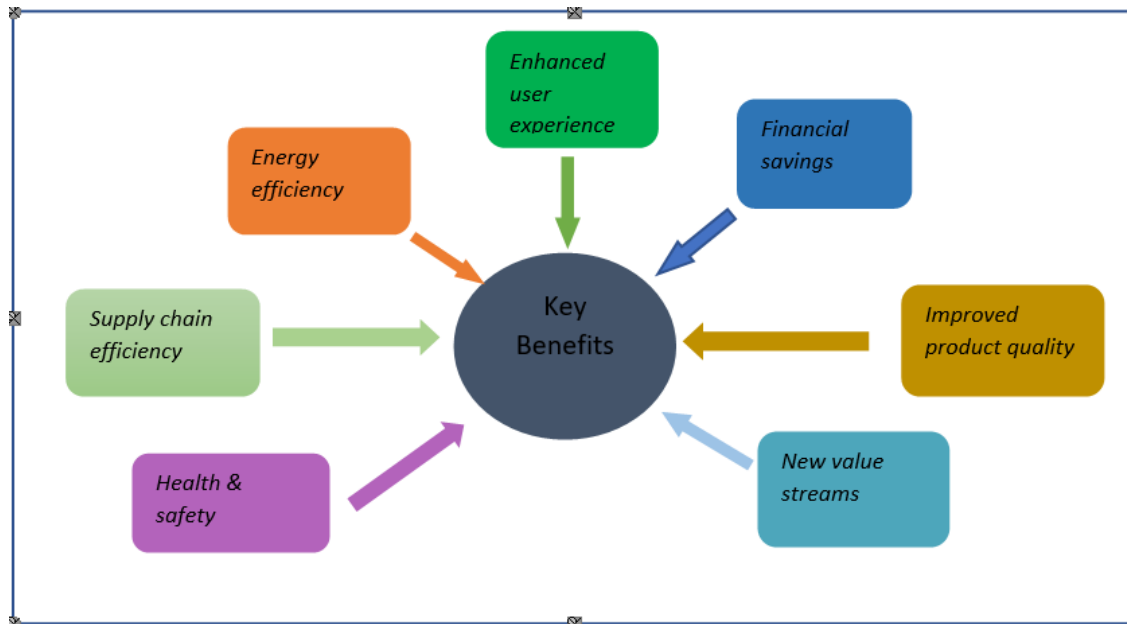 Enhanced
user
experience
Financial
savings
Energy
efficiency
Key
Benefits
Supply chain
efficiency
Improved
product quality
Health &
safety
New value
streams